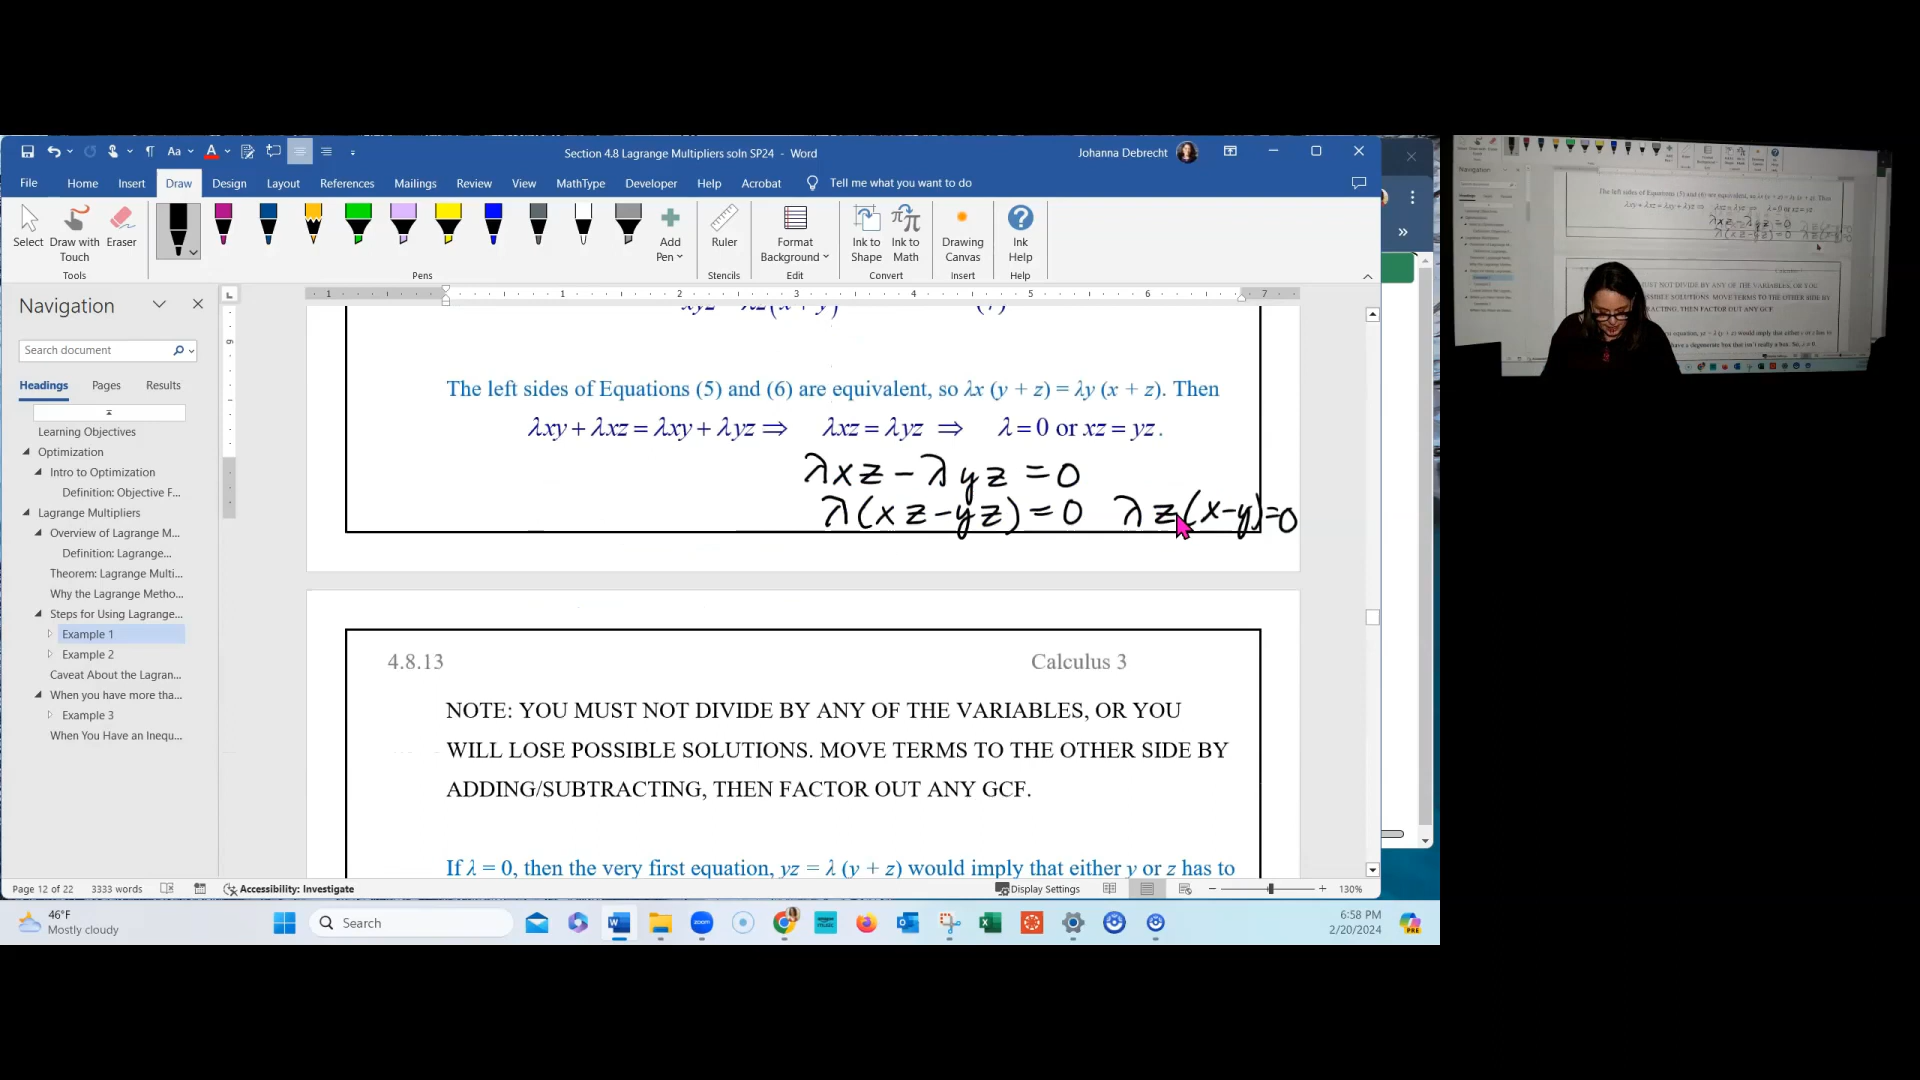 Section 4.8 Lagrange Multipliers soln SP24 - Word
Johanna Debrecht
File Home Insert Draw Design Layout References Mailings Review View MathType Developer Help Acrobat Tell me what you want to do
Select
Draw with Touch
Eraser
Add Pen
Ruler
Format Background
Ink to Shape
Ink to Math
Drawing Canvas
Ink Help
Tools
Pens
Stencils
Edit
Convert
Insert
Help
Navigation
Search document
Headings Pages Results
Learning Objectives
Optimization
Intro to Optimization
Definition: Objective F...
Lagrange Multipliers
Overview of Lagrange M...
Definition: Lagrange...
Theorem: Lagrange Multi...
Why the Lagrange Metho...
Steps for Using Lagrange...
Example 1
Example 2
Caveat About the Lagran...
When you have more tha...
Example 3
When You Have an Inequ...
1 1 2 3 4 5 6 7
9
The left sides of Equations (5) and (6) are equivalent, so λx (y + z) = λy (x + z). Then
λxy + λxz = λxy + λyz ⇒ λxz = λyz ⇒ λ = 0 or xz = yz .
λxz - λyz = 0
λ(xz-yz) = 0 λz(x-y)=0
4.8.13 Calculus 3
NOTE: YOU MUST NOT DIVIDE BY ANY OF THE VARIABLES, OR YOU
WILL LOSE POSSIBLE SOLUTIONS. MOVE TERMS TO THE OTHER SIDE BY
ADDING/SUBTRACTING, THEN FACTOR OUT ANY GCF.
If λ = 0, then the very first equation, yz = λ (y + z) would imply that either y or z has to
Page 12 of 22 3333 words Accessibility: Investigate Display Settings 130%
46°F
Mostly cloudy
Search
zoom
6:58 PM
2/20/2024